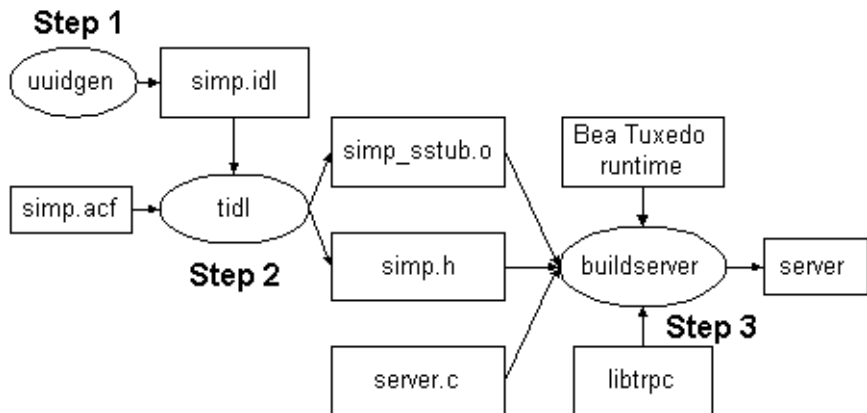 Step 1
uuidgen
simp.idl
simp_sstub.o
Bea Tuxedo
runtime
simp.acf
tidl
Step 2
simp.h
buildserver
server
Step 3
server.c
libtrpc